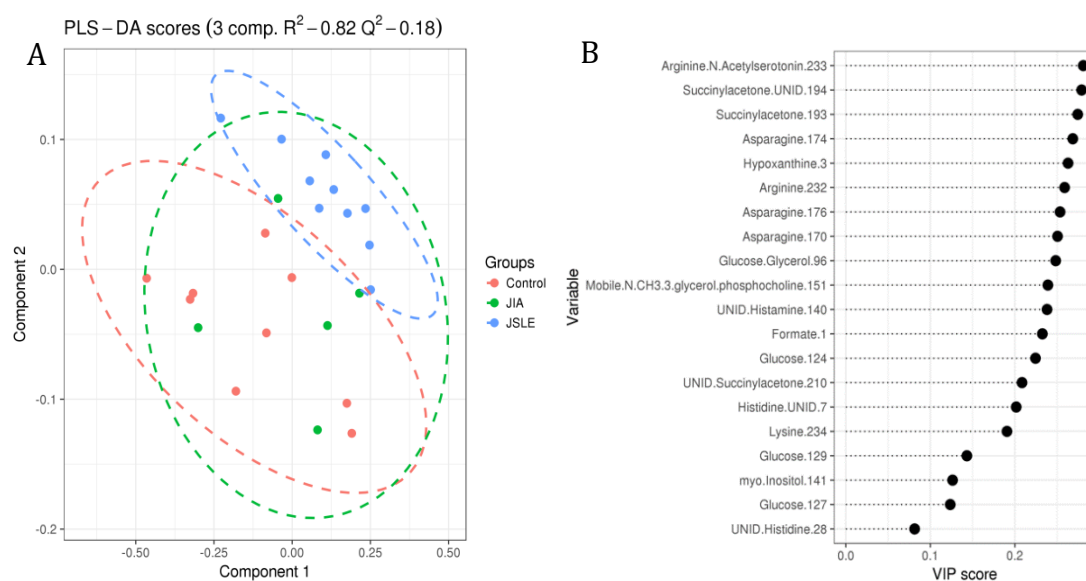 PLS – DA scores (3 comp. R² – 0.82 Q² – 0.18)
A
0.1
0.0
-0.1
-0.2
Component 2
-0.50
-0.25
0.00
0.25
0.50
Component 1
Groups
Control
JIA
JSLE
B
Variable
Arginine.N.Acetylserotonin.233
Succinylacetone.UNID.194
Succinylacetone.193
Asparagine.174
Hypoxanthine.3
Arginine.232
Asparagine.176
Asparagine.170
Glucose.Glycerol.96
Mobile.N.CH3.3.glycerol.phosphocholine.151
UNID.Histamine.140
Formate.1
Glucose.124
UNID.Succinylacetone.210
Histidine.UNID.7
Lysine.234
Glucose.129
myo.Inositol.141
Glucose.127
UNID.Histidine.28
0.0
0.1
0.2
VIP score